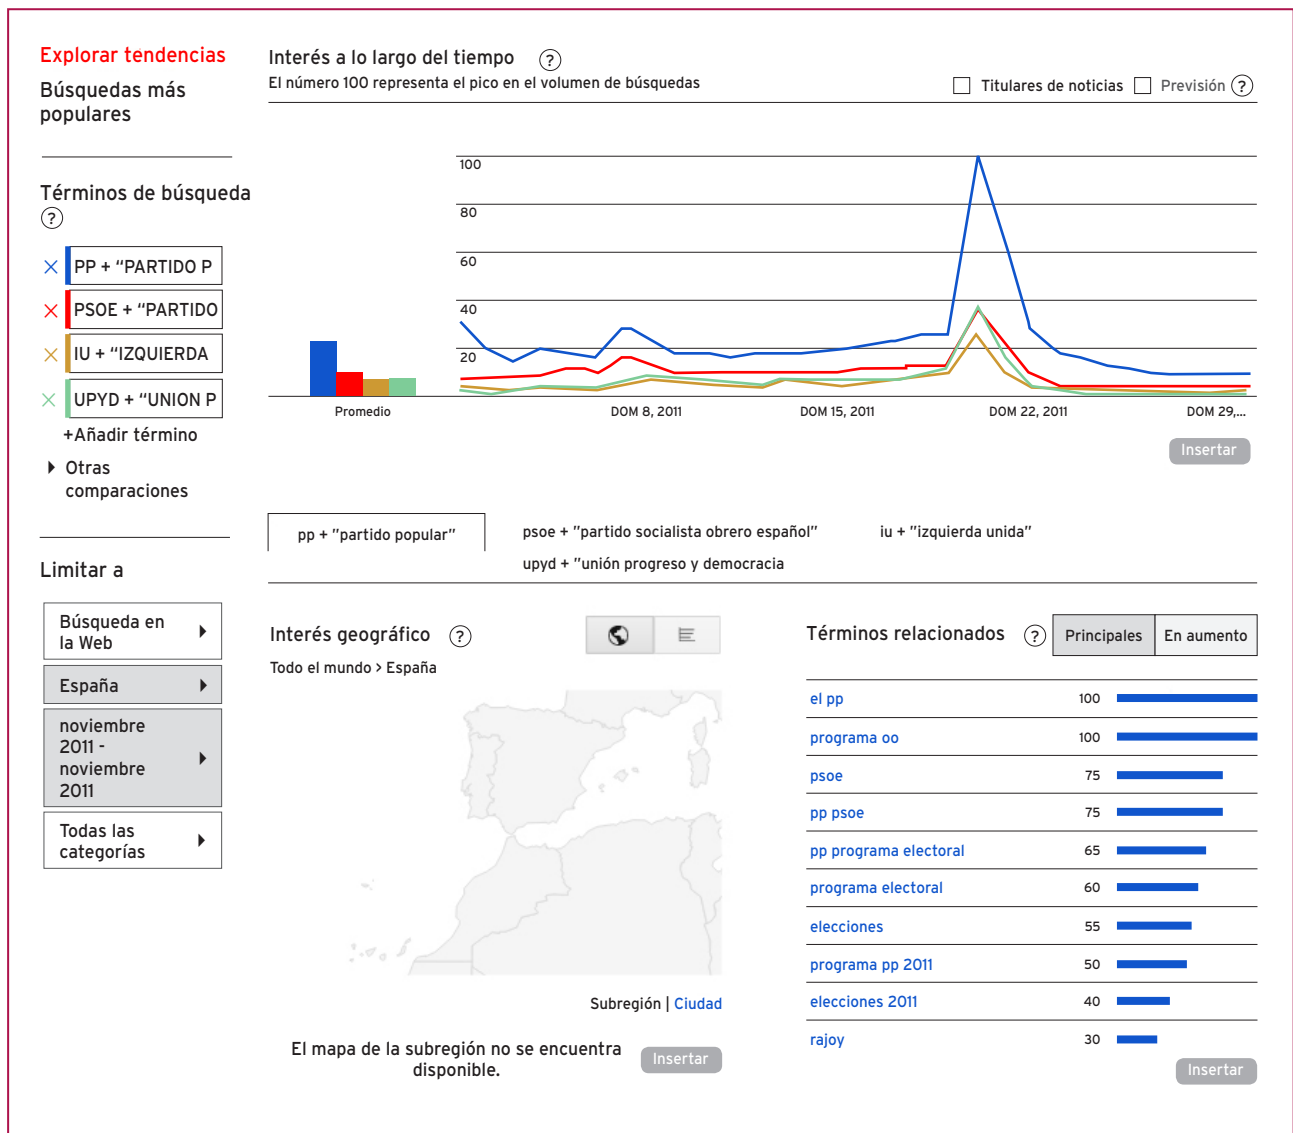 Explorar tendencias
Búsquedas más
populares
Términos de búsqueda
?
PP + “PARTIDO P
PSOE + “PARTIDO
IU + “IZQUIERDA
UPYD + “UNION P
+Añadir término
Otras
comparaciones
Limitar a
Búsqueda en
la Web
España
noviembre
2011 -
noviembre
2011
Todas las
categorías
Interés a lo largo del tiempo ?
El número 100 representa el pico en el volumen de búsquedas
Titulares de noticias Previsión ?
100
80
60
40
20
Promedio DOM 8, 2011 DOM 15, 2011 DOM 22, 2011 DOM 29,...
Insertar
pp + ”partido popular” psoe + ”partido socialista obrero español” iu + ”izquierda unida”
upyd + ”unión progreso y democracia
Interés geográfico ?
Todo el mundo > España
Subregión | Ciudad
El mapa de la subregión no se encuentra
disponible.
Insertar
Términos relacionados ? Principales En aumento
el pp 100
programa oo 100
psoe 75
pp psoe 75
pp programa electoral 65
programa electoral 60
elecciones 55
programa pp 2011 50
elecciones 2011 40
rajoy 30
Insertar